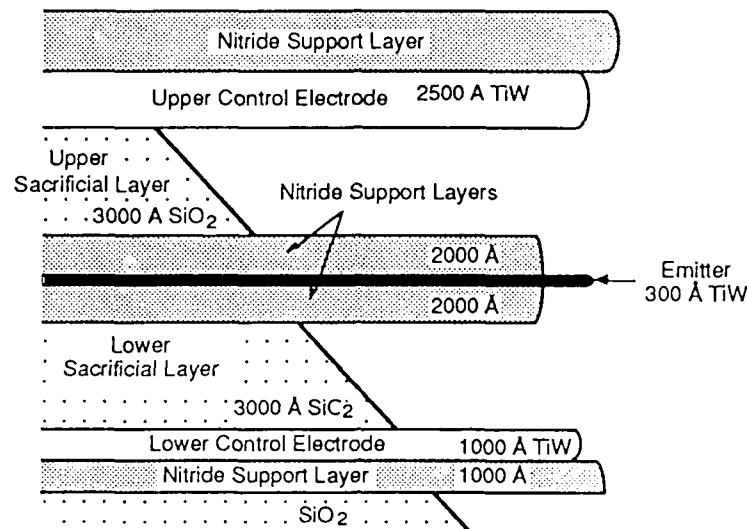 Nitride Support Layer
Upper Control Electrode 2500 Å TiW
Upper
Sacrificial Layer
3000 A SiO2
Nitride Support Layers
2000 Å
2000 Å
Emitter
300 Å TiW
Lower
Sacrificial Layer
3000 Å SiC2
Lower Control Electrode 1000 Å TiW
Nitride Support Layer 1000 Å
SiO2